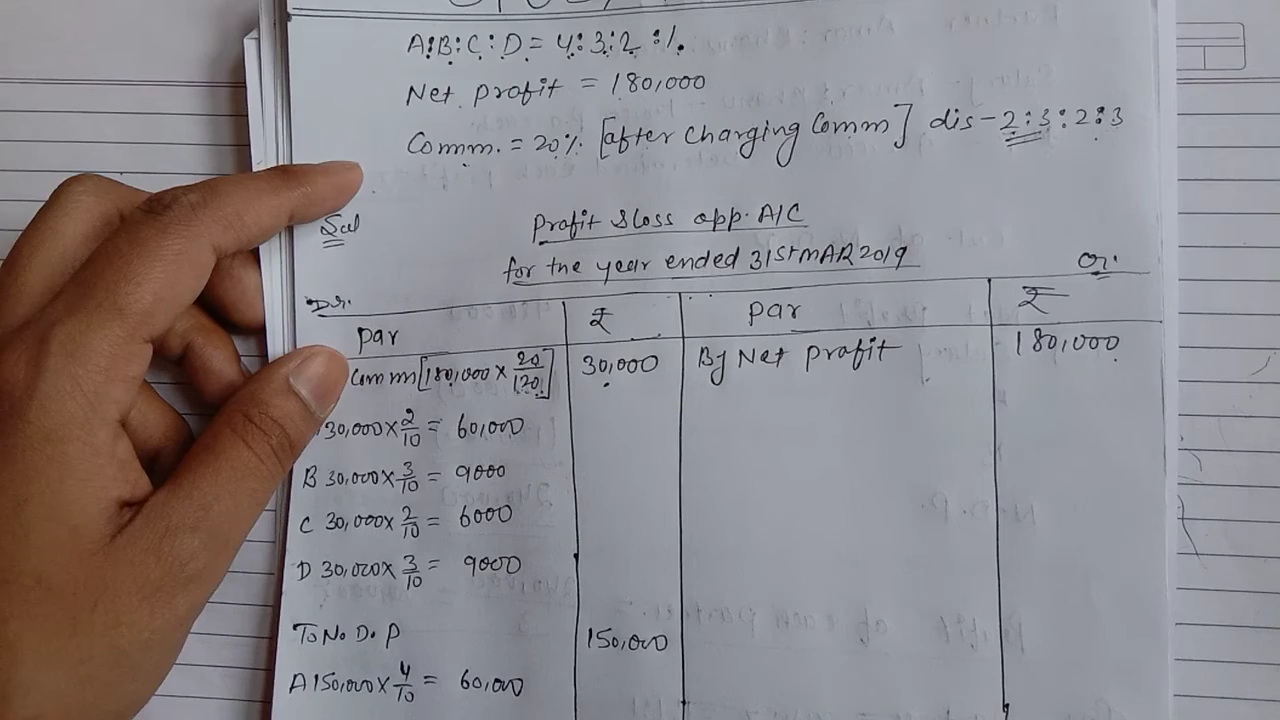 A:B:C:D = 4:3:2:1.
Net profit = 180,000
Comm. = 20% [after charging Comm] dis - 2:3:2:3
Sol
Profit & Loss app. A/C
for the year ended 31st MAR 2019
Dr. Cr.
Par ₹ Par ₹
Comm [180,000 × 20/120] 30,000 By Net profit 180,000
30,000 × 2/10 = 60,000
B 30,000 × 3/10 = 9000
C 30,000 × 2/10 = 6000
D 30,000 × 3/10 = 9000
To N. D. P 150,000
A 150,000 × 4/10 = 60,000